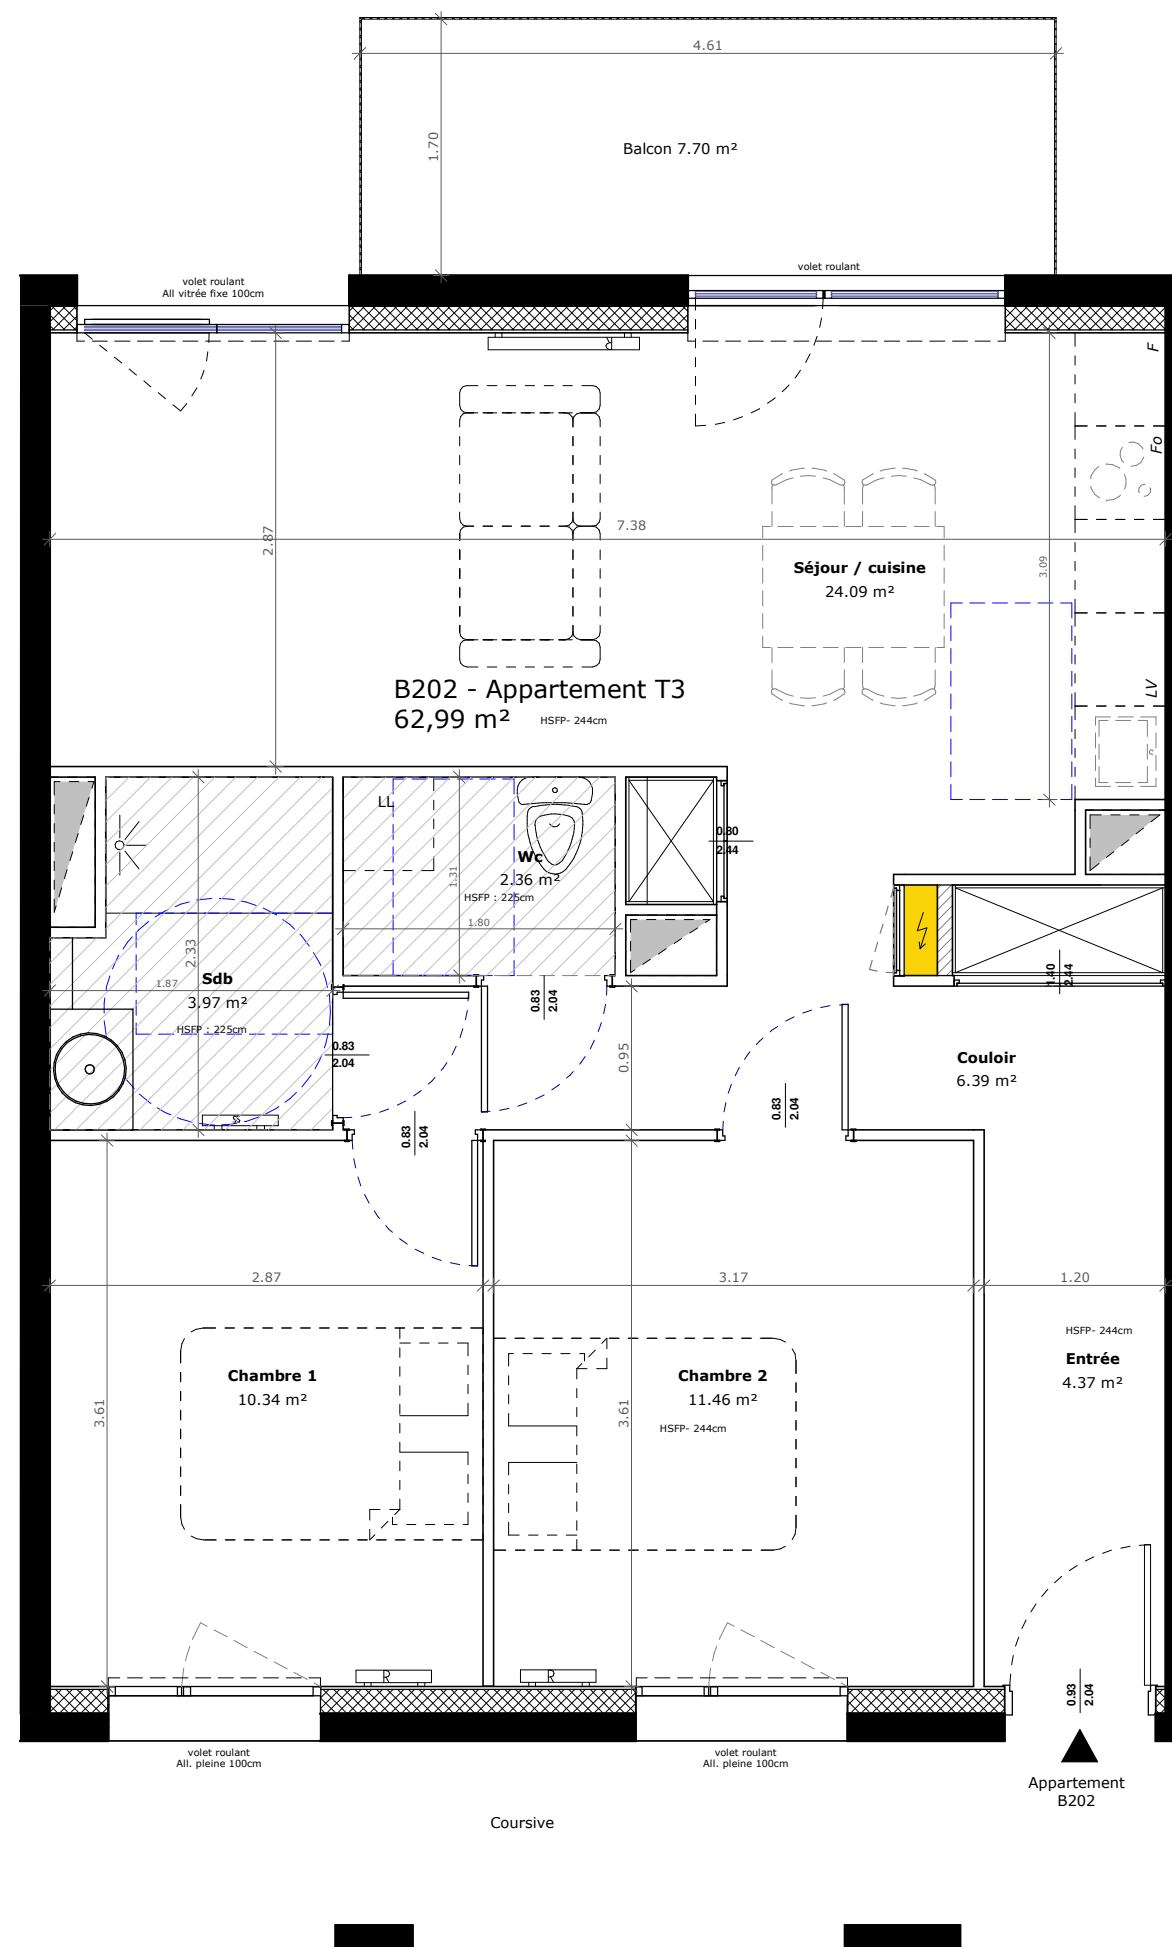 4.61
1.70
Balcon 7.70 m²
volet roulant
All vitrée fixe 100cm
volet roulant
R
F
Fo
2.87
7.38
3.09
Séjour / cuisine
24.09 m²
LV
B202 - Appartement T3
62,99 m²
HSFP- 244cm
LL
0.80
2.44
Wc
2.36 m²
HSFP : 225cm
1.31
1.80
2.33
Sdb
1.87
3.97 m²
HSFP : 225cm
0.83
2.04
0.83
2.04
0.95
1.40
2.44
Couloir
6.39 m²
0.83
2.04
0.83
2.04
2.87
3.17
1.20
HSFP- 244cm
Entrée
4.37 m²
Chambre 1
10.34 m²
3.61
Chambre 2
11.46 m²
HSFP- 244cm
3.61
R
R
0.93
2.04
volet roulant
All. pleine 100cm
volet roulant
All. pleine 100cm
Appartement
B202
Coursive